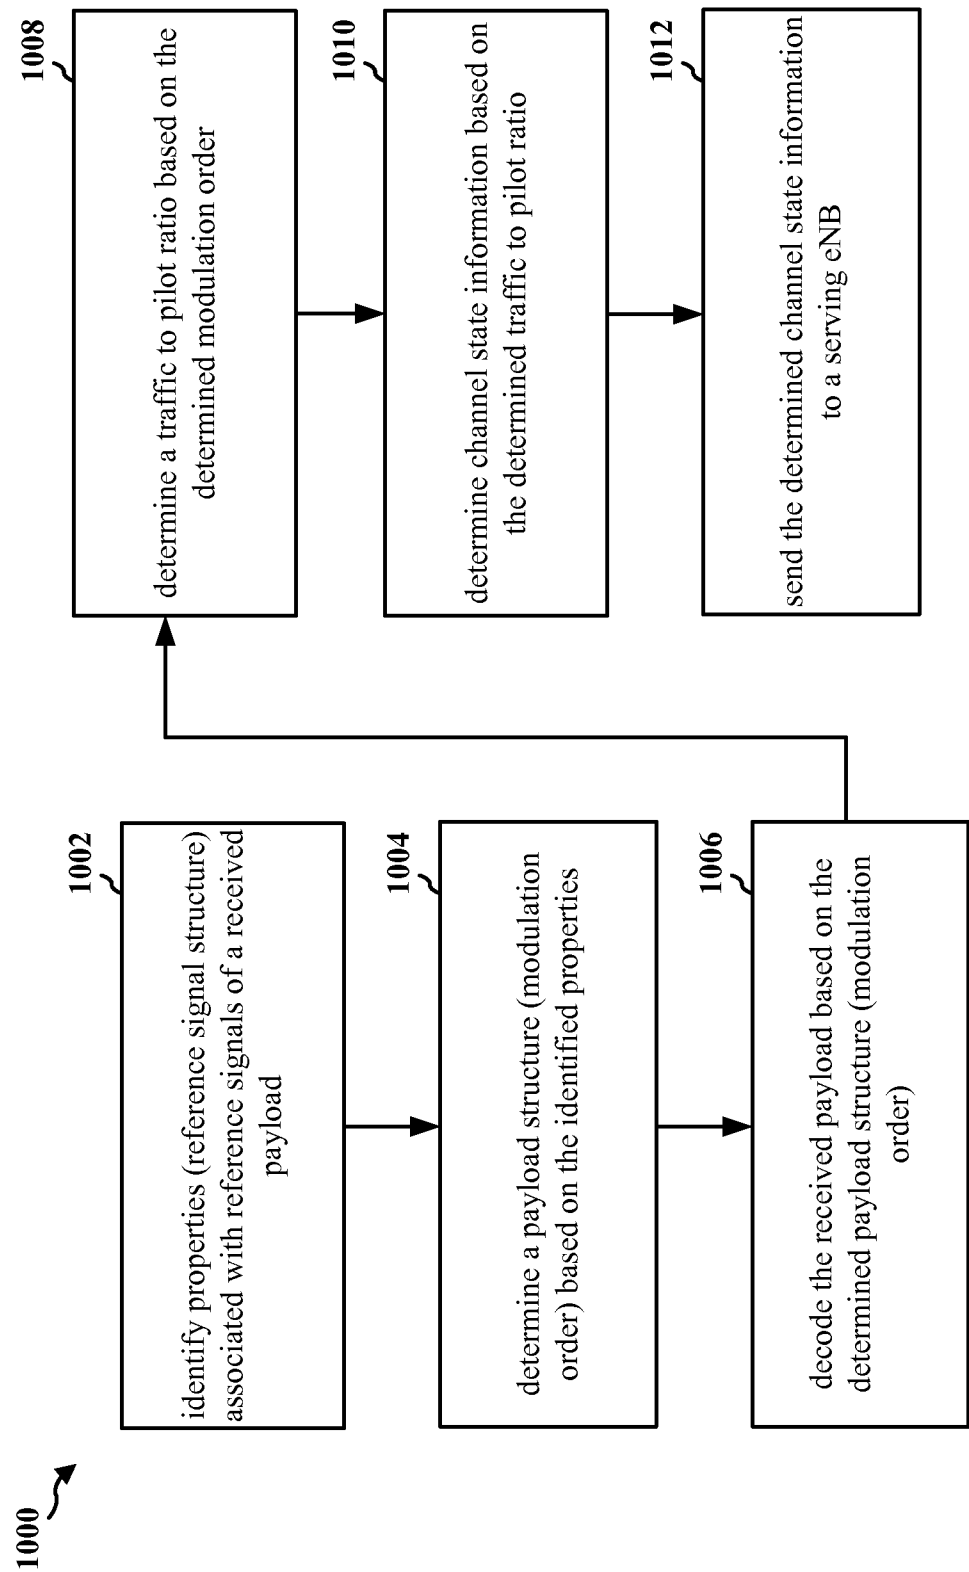 1000
1002
identify properties (reference signal structure)
associated with reference signals of a received
payload
1004
determine a payload structure (modulation
order) based on the identified properties
1006
decode the received payload based on the
determined payload structure (modulation
order)
1008
determine a traffic to pilot ratio based on the
determined modulation order
1010
determine channel state information based on
the determined traffic to pilot ratio
1012
send the determined channel state information
to a serving eNB